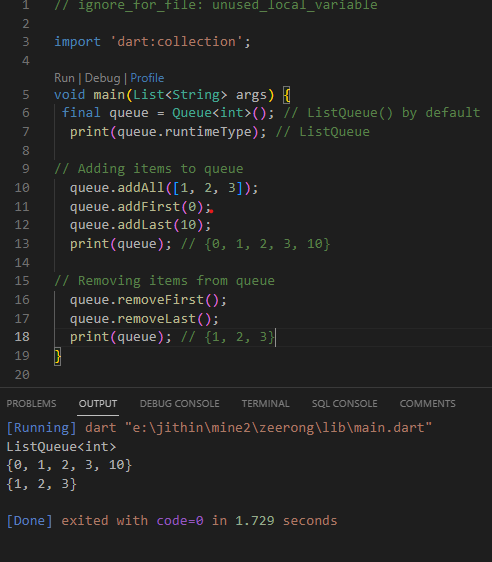 1 // ignore_for_file: unused_local_variable
2
3 import 'dart:collection';
4
Run | Debug | Profile
5 void main(List<String> args) {
6 final queue = Queue<int>(); // ListQueue() by default
7 print(queue.runtimeType); // ListQueue
8
9 // Adding items to queue
10 queue.addAll([1, 2, 3]);
11 queue.addFirst(0);
12 queue.addLast(10);
13 print(queue); // {0, 1, 2, 3, 10}
14
15 // Removing items from queue
16 queue.removeFirst();
17 queue.removeLast();
18 print(queue); // {1, 2, 3}
19 }
20
PROBLEMS OUTPUT DEBUG CONSOLE TERMINAL SQL CONSOLE COMMENTS
[Running] dart "e:\jithin\mine2\zeerong\lib\main.dart"
ListQueue<int>
{0, 1, 2, 3, 10}
{1, 2, 3}
[Done] exited with code=0 in 1.729 seconds